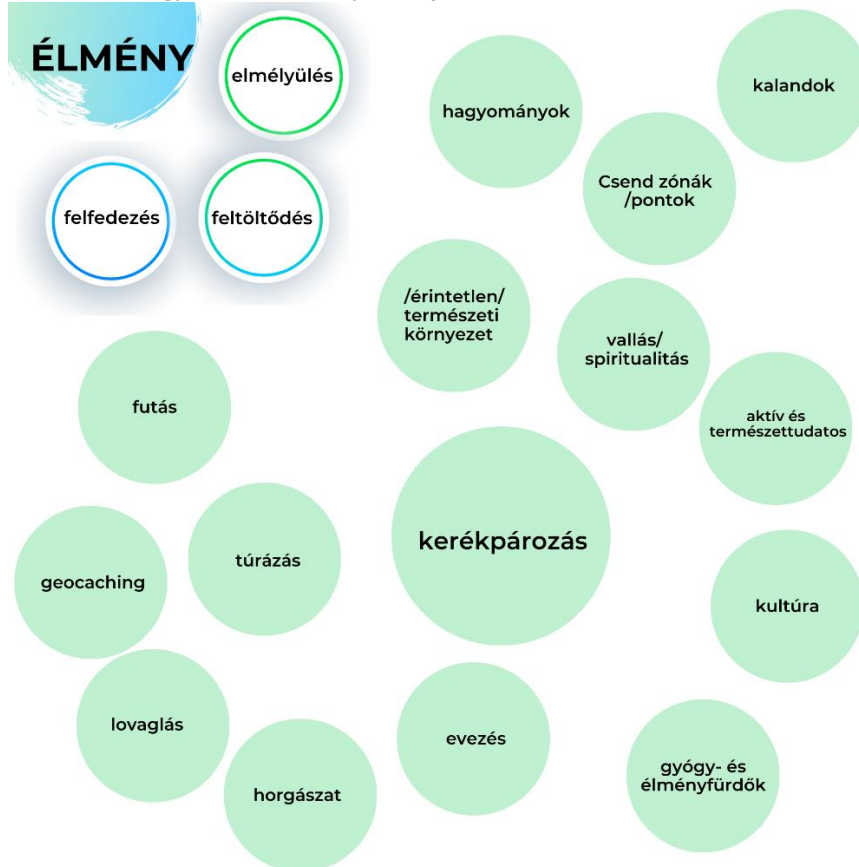 ÉLMÉNY
elmélyülés
felfedezés
feltöltődés
hagyományok
kalandok
Csend zónák
/pontok
/érintetlen/
természeti
környezet
vallás/
spiritualitás
aktív és
természettudatos
futás
kerékpározás
túrázás
geocaching
kultúra
lovaglás
evezés
horgászat
gyógy- és
élményfürdők